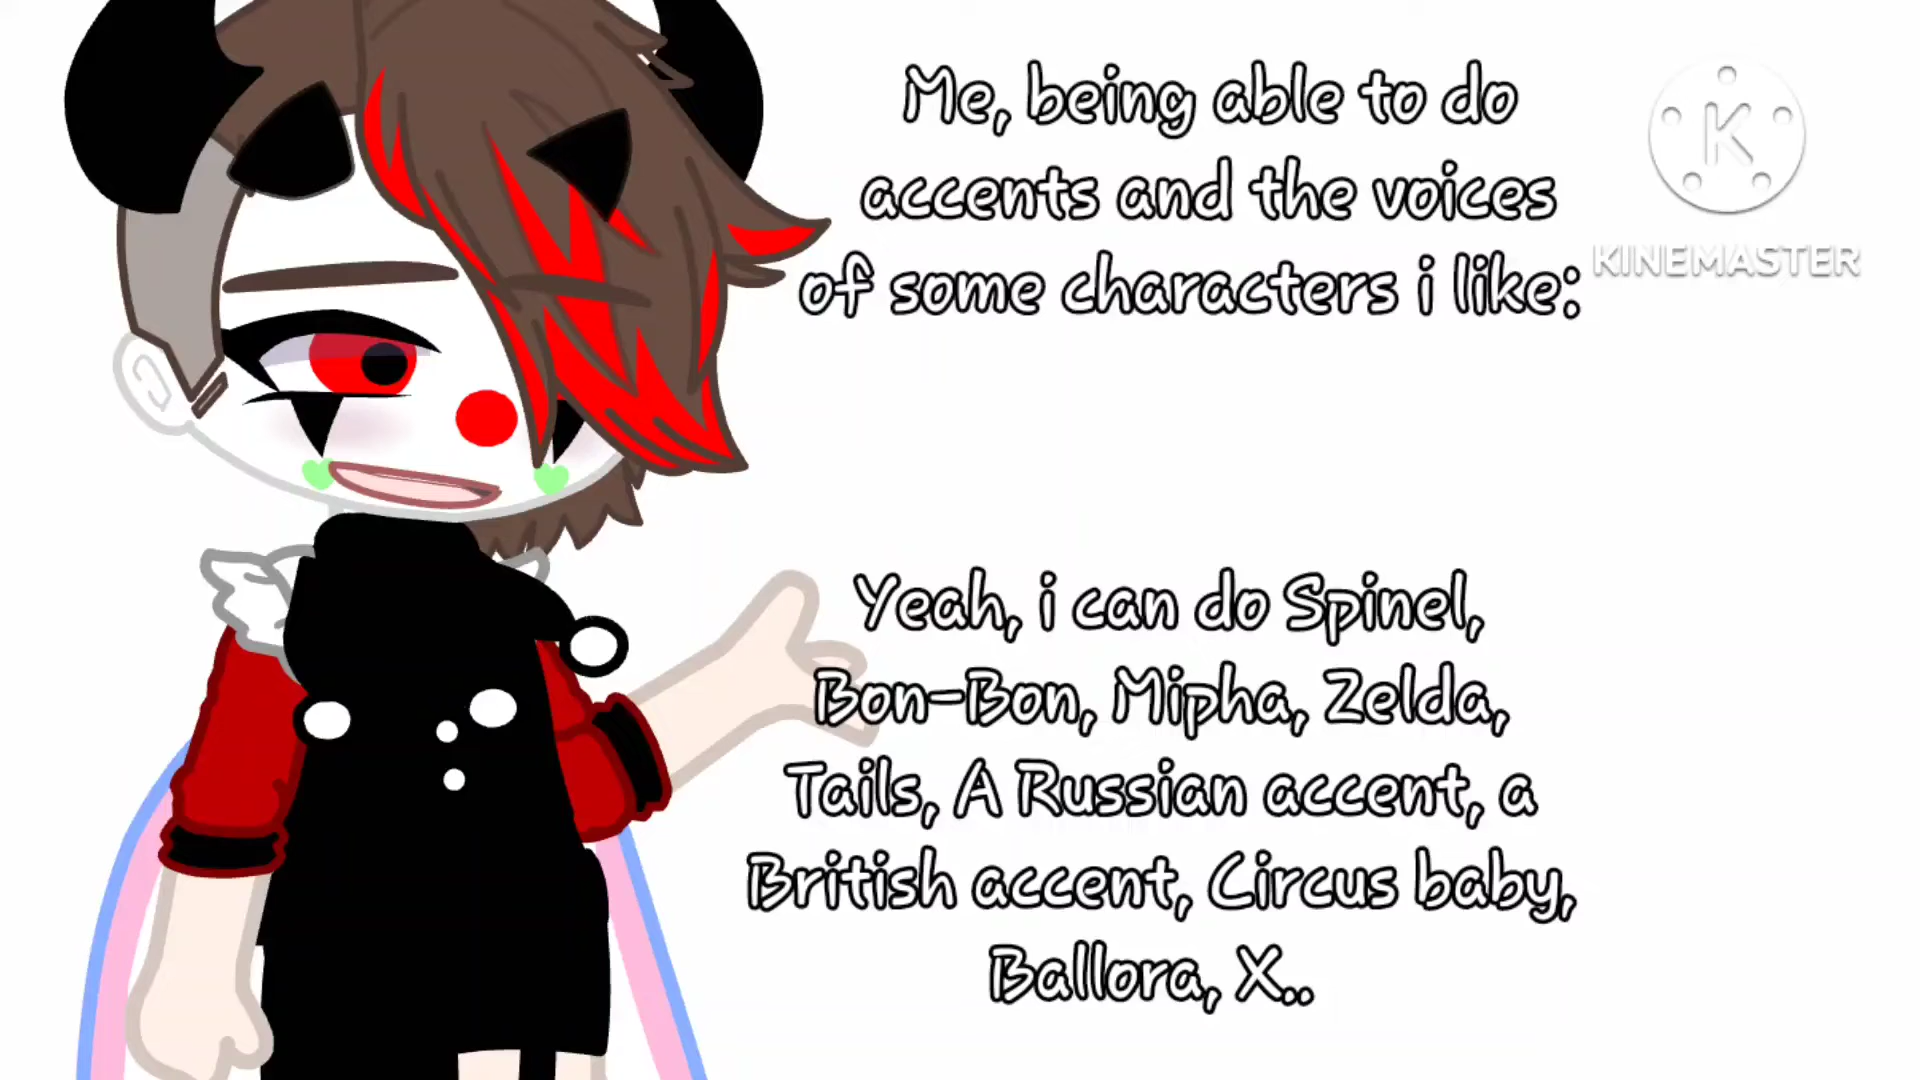 Me, being able to do
accents and the voices
of some characters i like:
K
KINEMASTER
Yeah, i can do Spinel,
Bon-Bon, Mipha, Zelda,
Tails, A Russian accent, a
British accent, Circus baby,
Ballora, X..